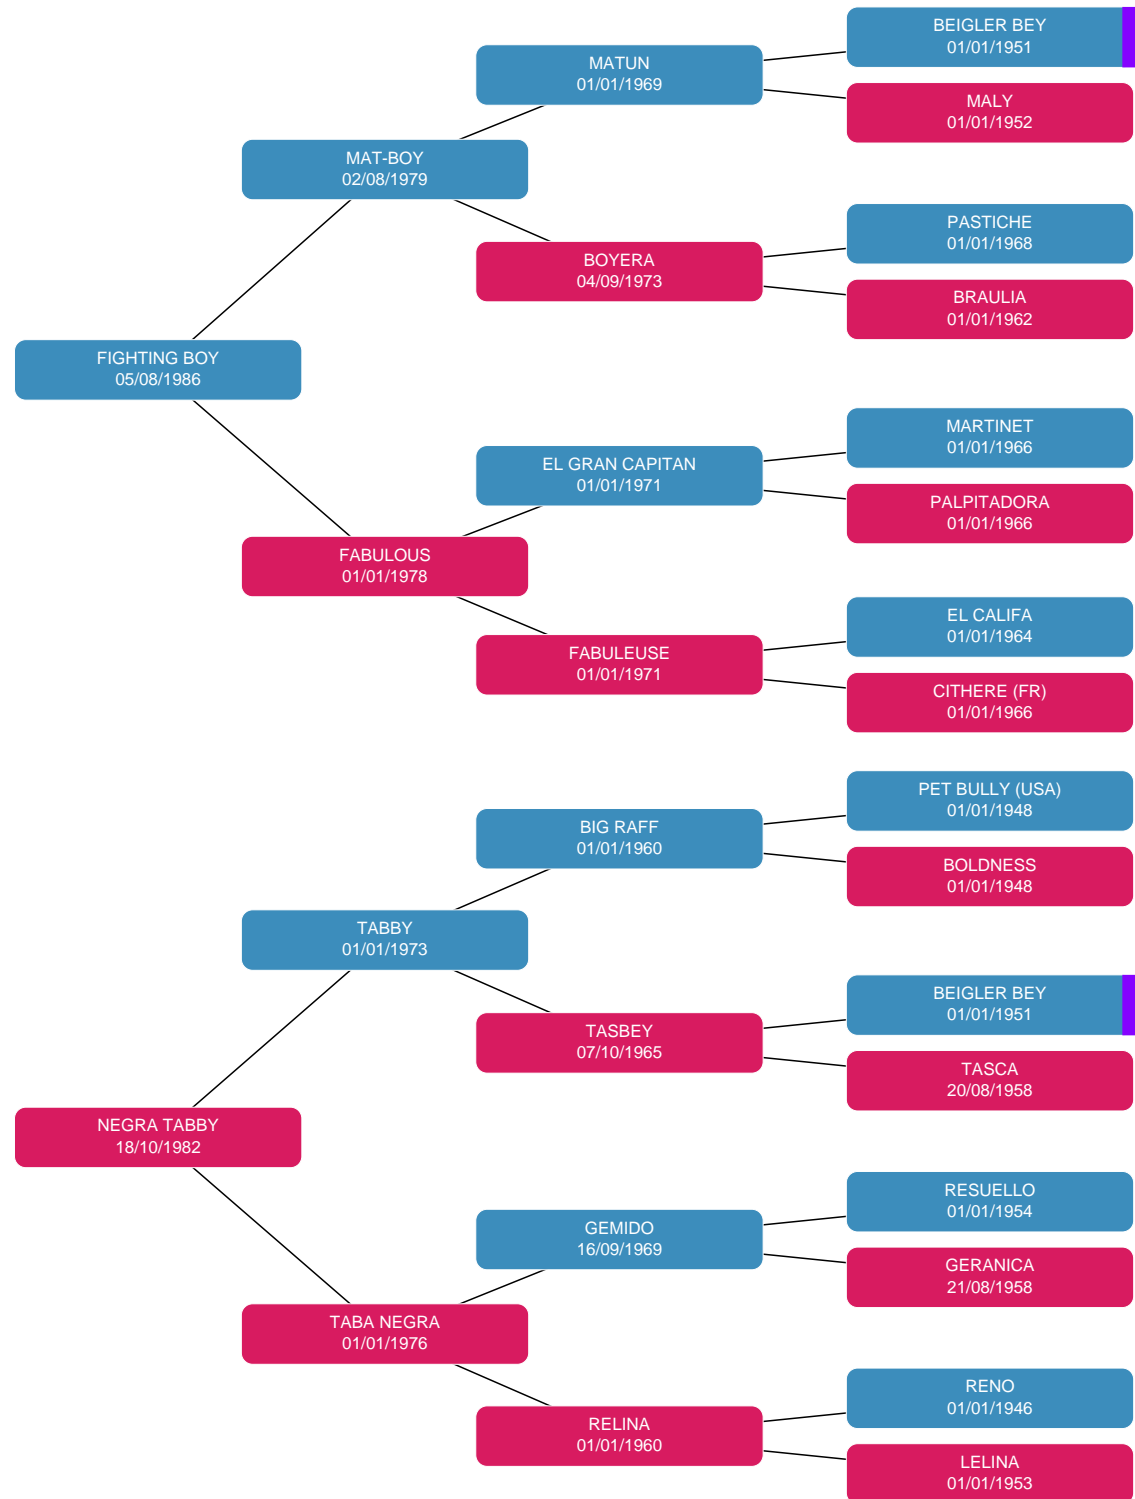 BEIGLER BEY
01/01/1951
MATUN
01/01/1969
MALY
01/01/1952
MAT-BOY
02/08/1979
PASTICHE
01/01/1968
BOYERA
04/09/1973
BRAULIA
01/01/1962
FIGHTING BOY
05/08/1986
MARTINET
01/01/1966
EL GRAN CAPITAN
01/01/1971
PALPITADORA
01/01/1966
FABULOUS
01/01/1978
EL CALIFA
01/01/1964
FABULEUSE
01/01/1971
CITHERE (FR)
01/01/1966
PET BULLY (USA)
01/01/1948
BIG RAFF
01/01/1960
BOLDNESS
01/01/1948
TABBY
01/01/1973
BEIGLER BEY
01/01/1951
TASBEY
07/10/1965
TASCA
20/08/1958
NEGRA TABBY
18/10/1982
RESUELLO
01/01/1954
GEMIDO
16/09/1969
GERANICA
21/08/1958
TABA NEGRA
01/01/1976
RENO
01/01/1946
RELINA
01/01/1960
LELINA
01/01/1953